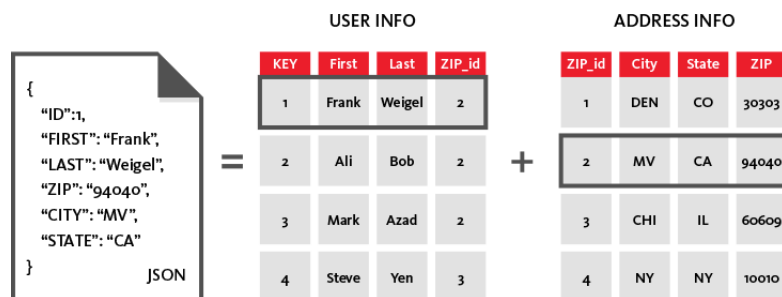 USER INFO
ADDRESS INFO
{
“ID”:1,
“FIRST”: “Frank”,
“LAST”: “Weigel”,
“ZIP”: “94040”,
“CITY”: “MV”,
“STATE”: “CA”
}
JSON
=
KEY First Last ZIP_id
1 Frank Weigel 2
2 Ali Bob 2
3 Mark Azad 2
4 Steve Yen 3
+
ZIP_id City State ZIP
1 DEN CO 30303
2 MV CA 94040
3 CHI IL 60609
4 NY NY 10010